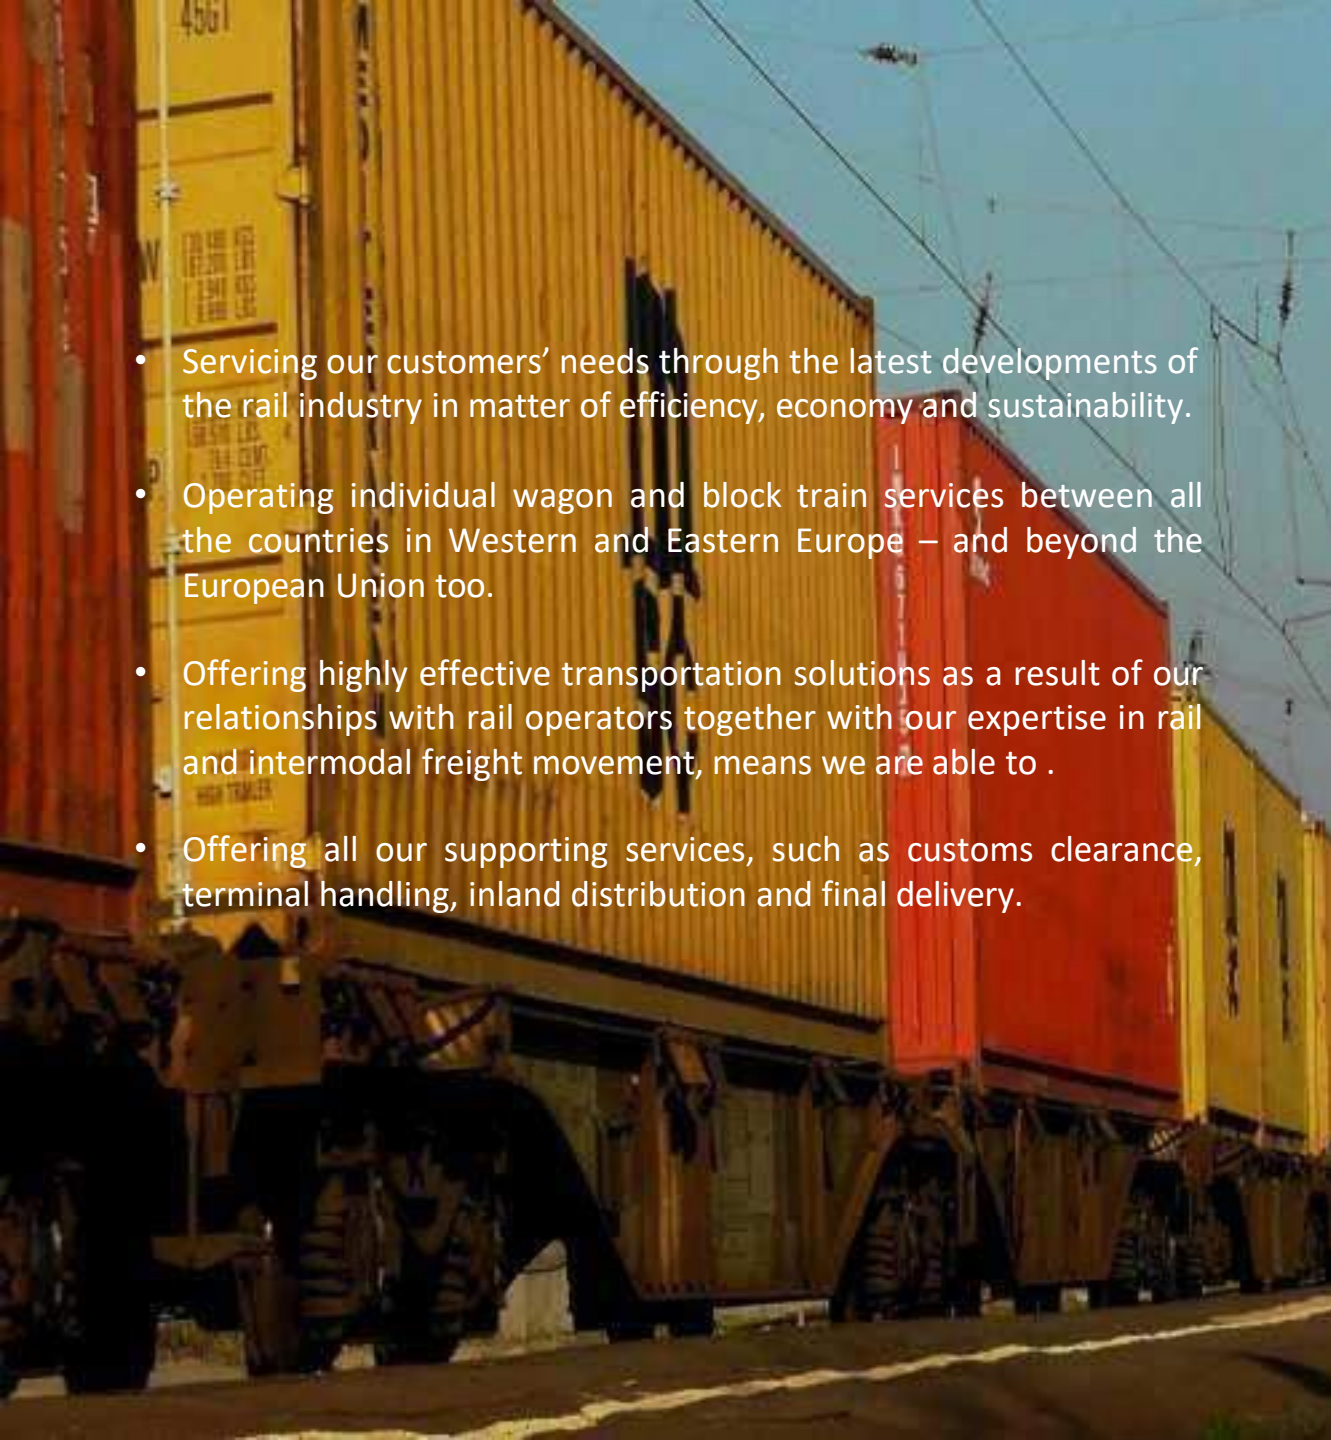 45G1
• Servicing our customers’ needs through the latest developments of
the rail industry in matter of efficiency, economy and sustainability.
• Operating individual wagon and block train services between all
the countries in Western and Eastern Europe – and beyond the
European Union too.
• Offering highly effective transportation solutions as a result of our
relationships with rail operators together with our expertise in rail
and intermodal freight movement, means we are able to .
• Offering all our supporting services, such as customs clearance,
terminal handling, inland distribution and final delivery.